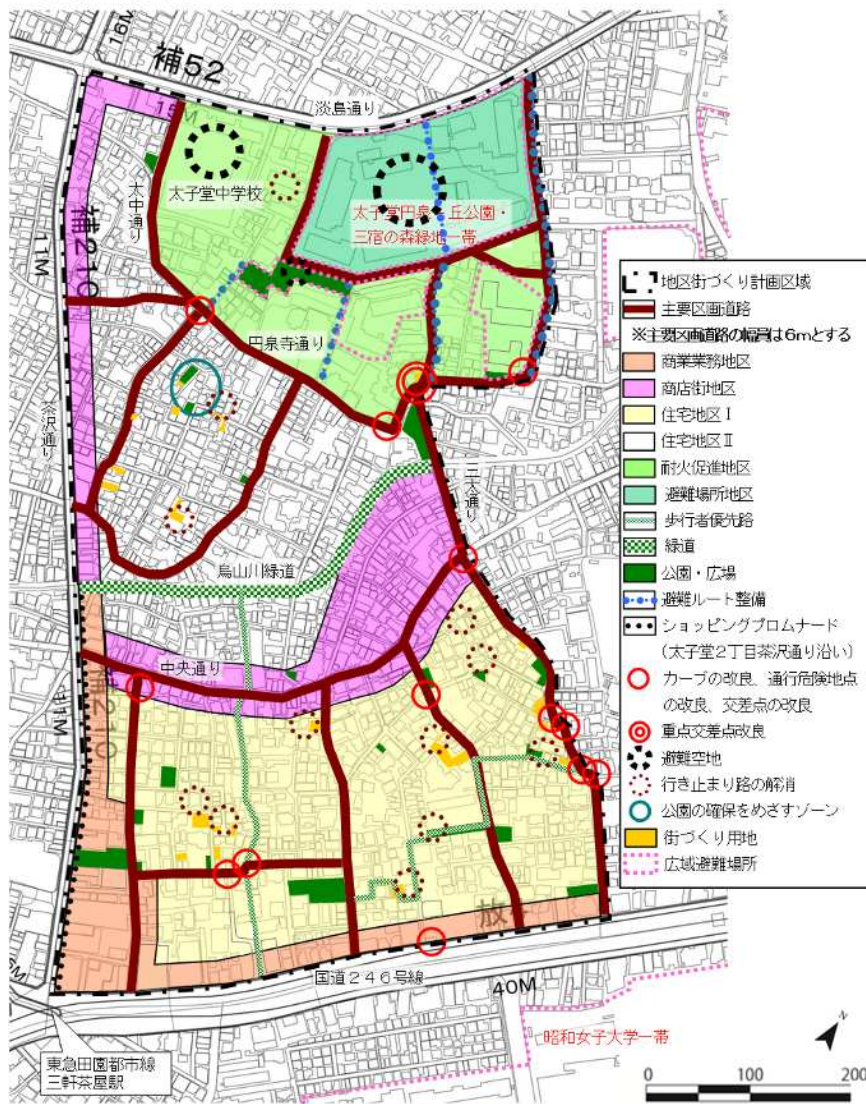 16M
補52
淡島通り
15M
太子堂中学校
太中通り
太子堂円泉ヶ丘公園・
三宿の森緑地一帯
補210
11M
円泉寺通り
茶沢通り
三太通り
烏山川緑道
中央通り
11M
補210
放4
国道246号線
40M
東急田園都市線
三軒茶屋駅
昭和女子大学一帯
地区街づくり計画区域
主要区画道路
※主要区画道路の幅員は6mとする
商業業務地区
商店街地区
住宅地区Ⅰ
住宅地区Ⅱ
耐火促進地区
避難場所地区
歩行者優先路
緑道
公園・広場
避難ルート整備
ショッピングプロムナード
(太子堂2丁目茶沢通り沿い)
カーブの改良、通行危険地点
の改良、交差点の改良
重点交差点改良
避難空地
行き止まり路の解消
公園の確保をめざすゾーン
街づくり用地
広域避難場所
N
0 100 200